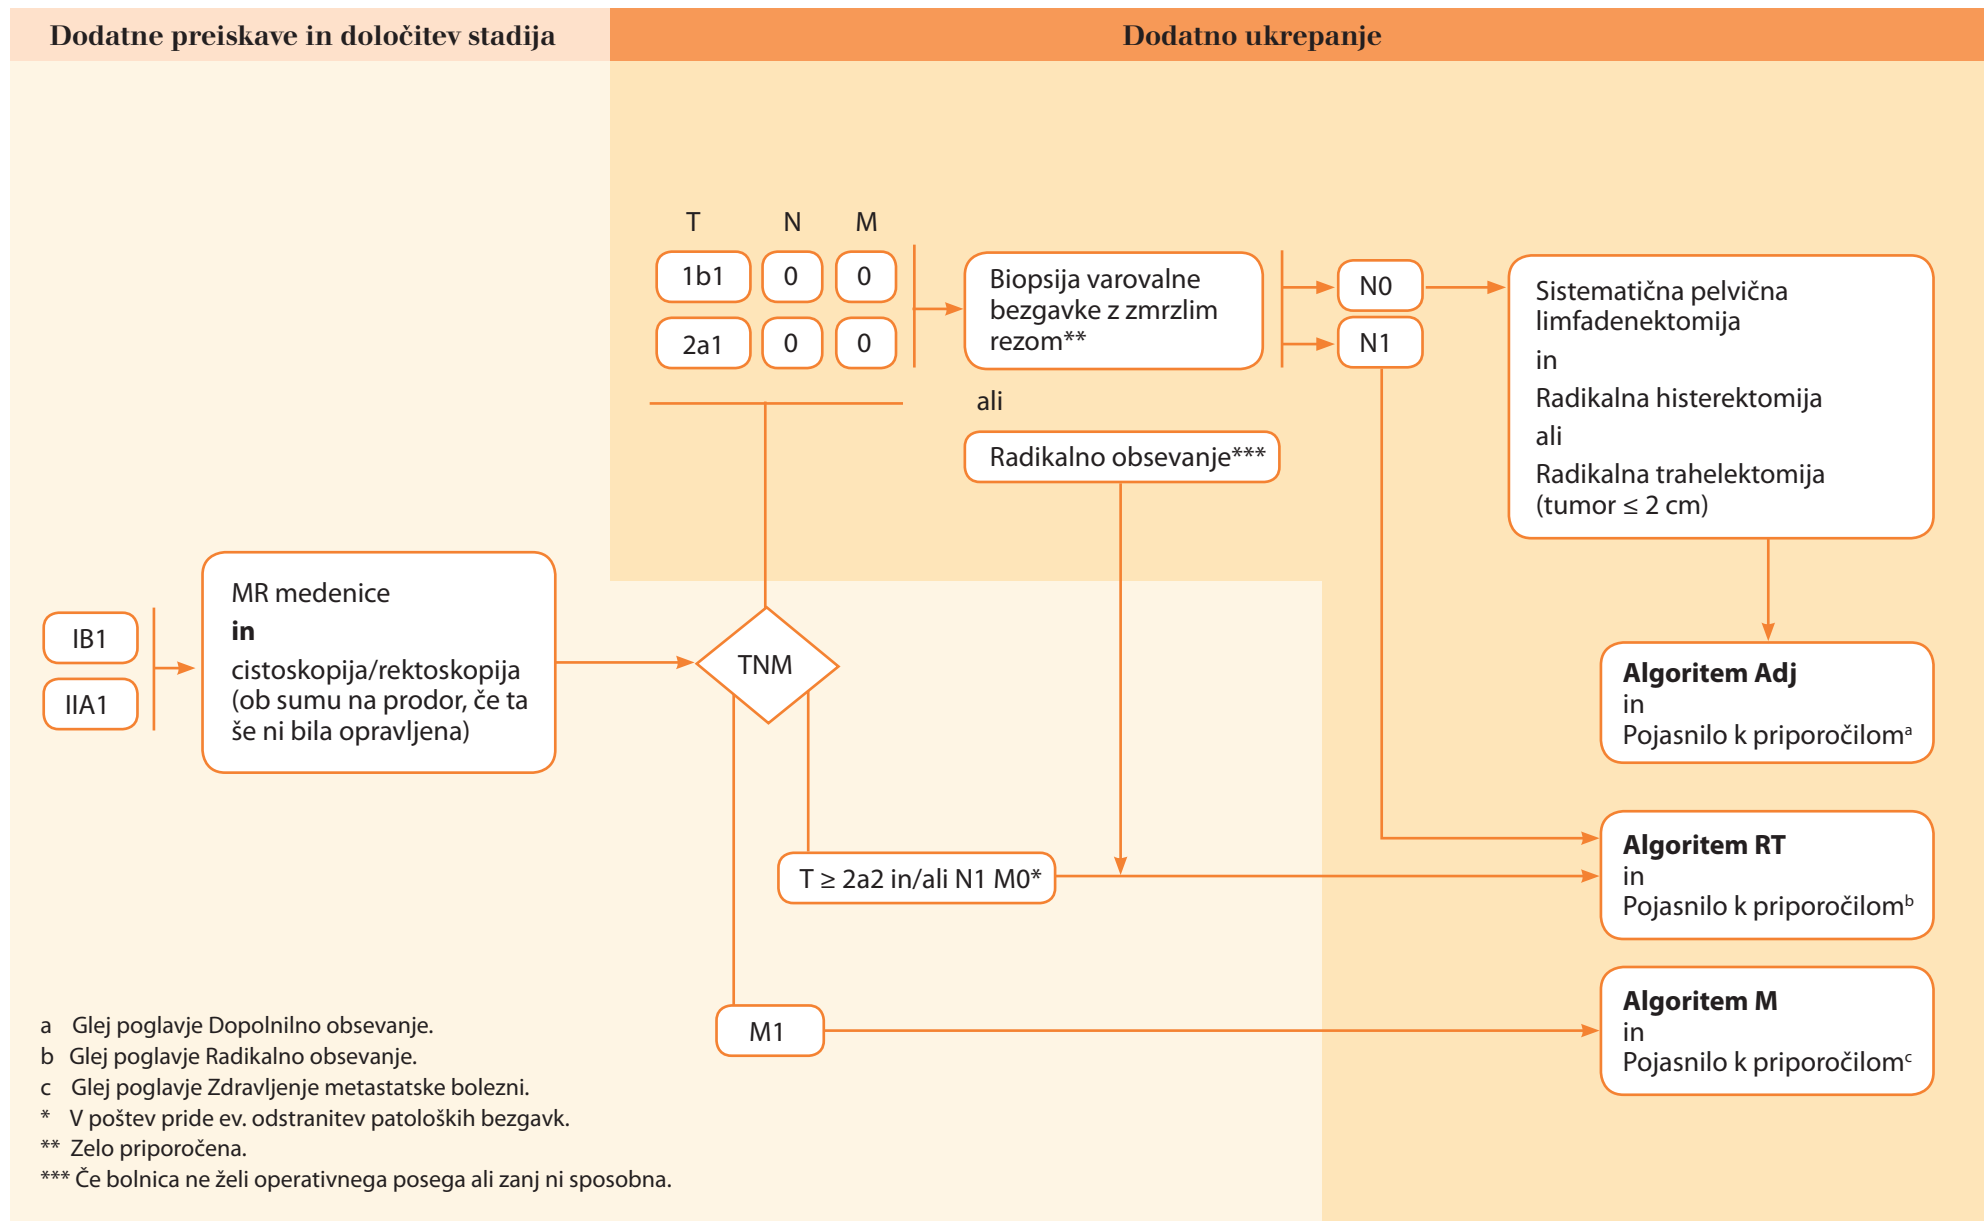 Dodatne preiskave in določitev stadija
Dodatno ukrepanje
T N M
1b1 0 0
2a1 0 0
Biopsija varovalne
bezgavke z zmrzlim
rezom**
ali
Radikalno obsevanje***
N0
N1
Sistematična pelvična
limfadenektomija
in
Radikalna histerektomija
ali
Radikalna trahelektomija
(tumor ≤ 2 cm)
IB1
IIA1
MR medenice
in
cistoskopija/rektoskopija
(ob sumu na prodor, če ta
še ni bila opravljena)
TNM
T ≥ 2a2 in/ali N1 M0*
M1
Algoritem Adj
in
Pojasnilo k priporočilomᵃ
Algoritem RT
in
Pojasnilo k priporočilomᵇ
Algoritem M
in
Pojasnilo k priporočilomᶜ
a Glej poglavje Dopolnilno obsevanje.
b Glej poglavje Radikalno obsevanje.
c Glej poglavje Zdravljenje metastatske bolezni.
* V poštev pride ev. odstranitev patoloških bezgavk.
** Zelo priporočena.
*** Če bolnica ne želi operativnega posega ali zanj ni sposobna.